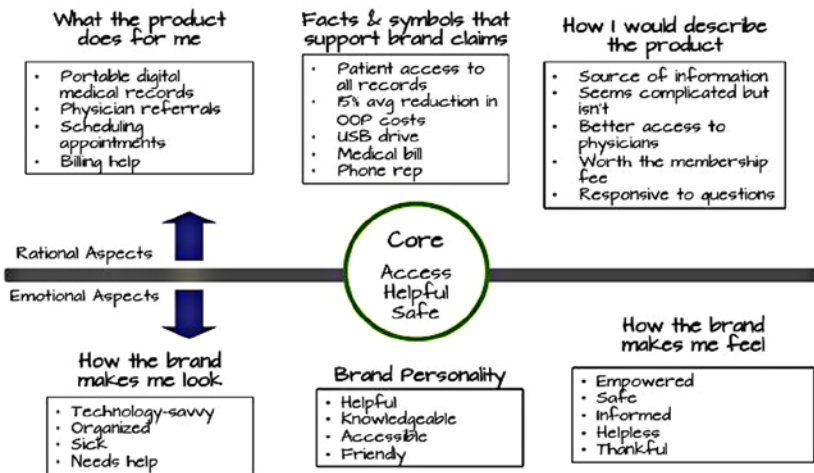 What the product
does for me
• Portable digital
medical records
• Physician referrals
• Scheduling
appointments
• Billing help
Facts & symbols that
support brand claims
• Patient access to
all records
• 15% avg reduction in
OOP costs
• USB drive
• Medical bill
• Phone rep
How I would describe
the product
• Source of information
• Seems complicated but
isn't
• Better access to
physicians
• Worth the membership
fee
• Responsive to questions
Rational Aspects
Emotional Aspects
Core
Access
Helpful
Safe
How the brand
makes me look
• Technology-savvy
• Organized
• Sick
• Needs help
Brand Personality
• Helpful
• Knowledgeable
• Accessible
• Friendly
How the brand
makes me feel
• Empowered
• Safe
• Informed
• Helpless
• Thankful